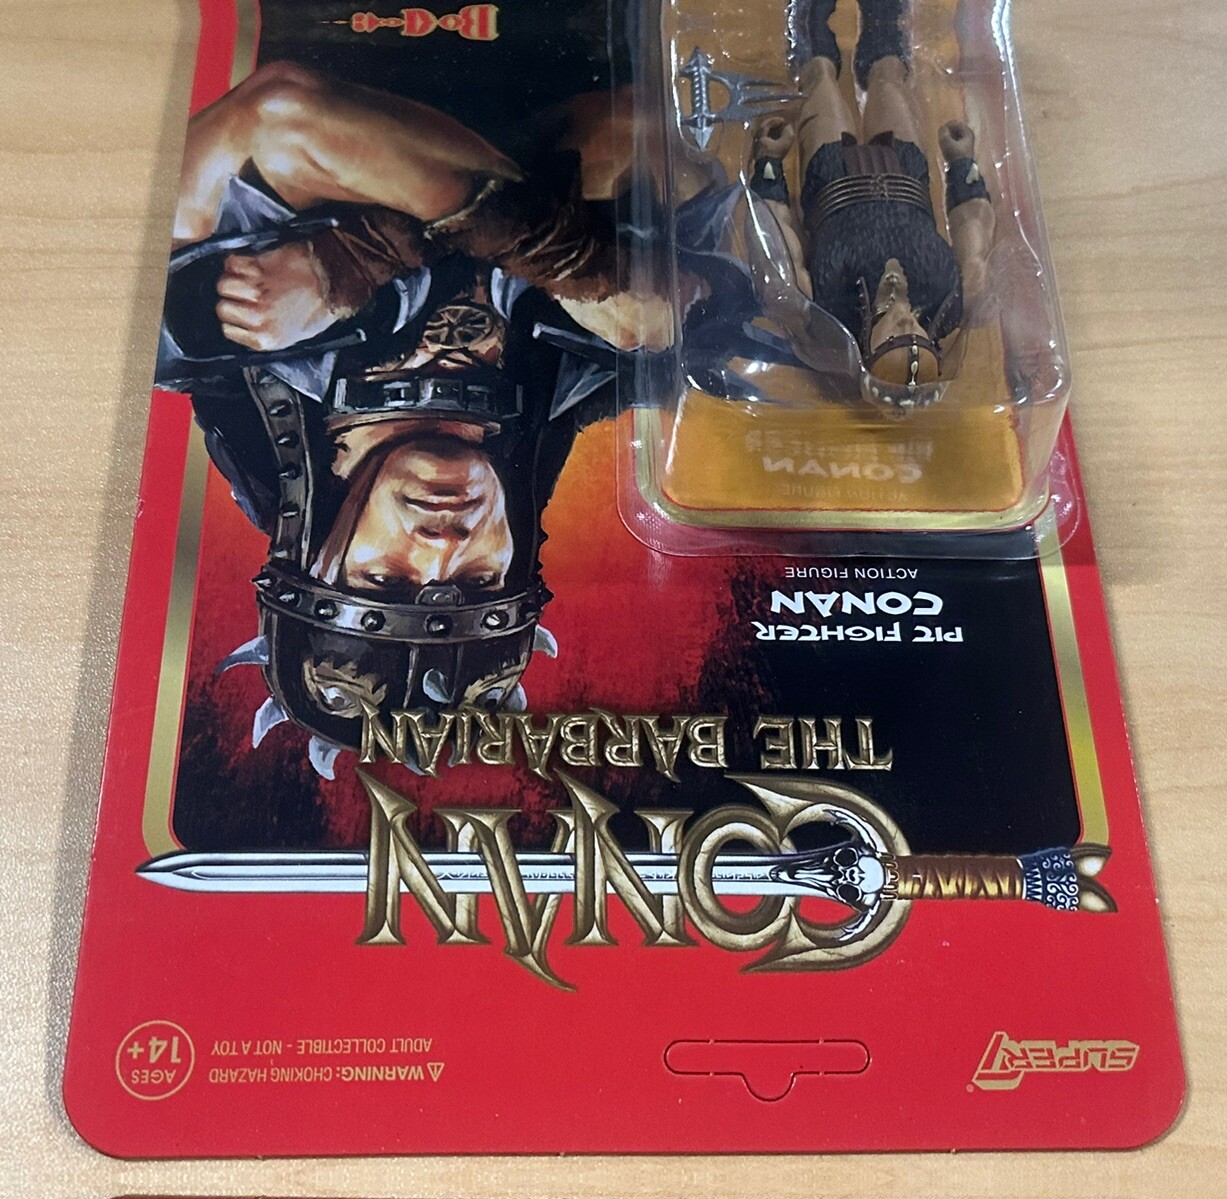 SUPER7
⚠ WARNING: CHOKING HAZARD
ADULT COLLECTIBLE - NOT A TOY
AGES
14+
CONAN
THE BARBARIAN
PIT FIGHTER
CONAN
ACTION FIGURE